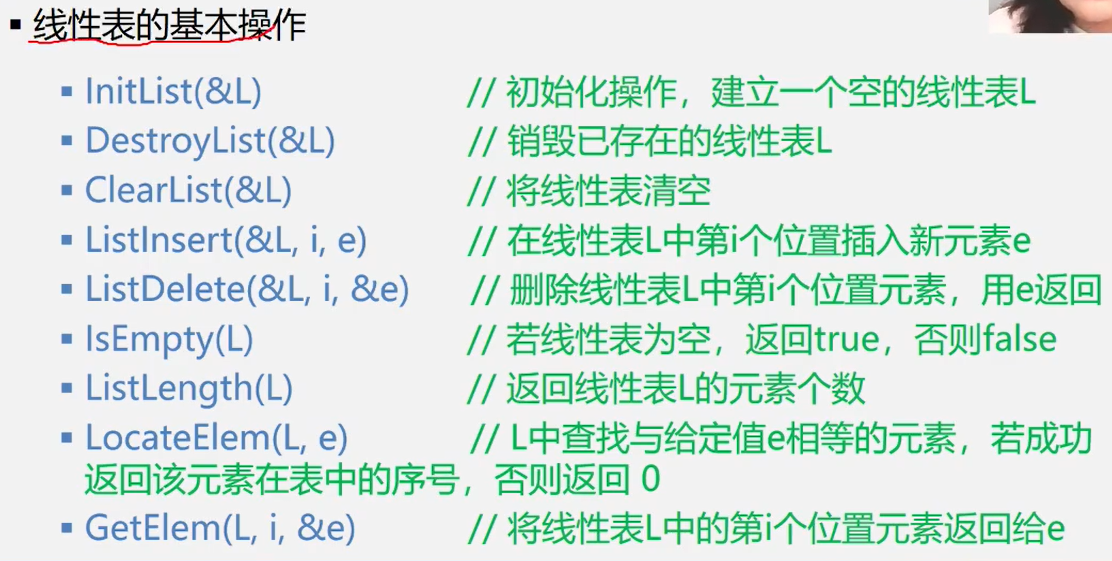 ▪ 线性表的基本操作
▪ InitList(&L) // 初始化操作，建立一个空的线性表L
▪ DestroyList(&L) // 销毁已存在的线性表L
▪ ClearList(&L) // 将线性表清空
▪ ListInsert(&L, i, e) // 在线性表L中第i个位置插入新元素e
▪ ListDelete(&L, i, &e) // 删除线性表L中第i个位置元素，用e返回
▪ IsEmpty(L) // 若线性表为空，返回true，否则false
▪ ListLength(L) // 返回线性表L的元素个数
▪ LocateElem(L, e) // L中查找与给定值e相等的元素，若成功
返回该元素在表中的序号，否则返回 0
▪ GetElem(L, i, &e) // 将线性表L中的第i个位置元素返回给e